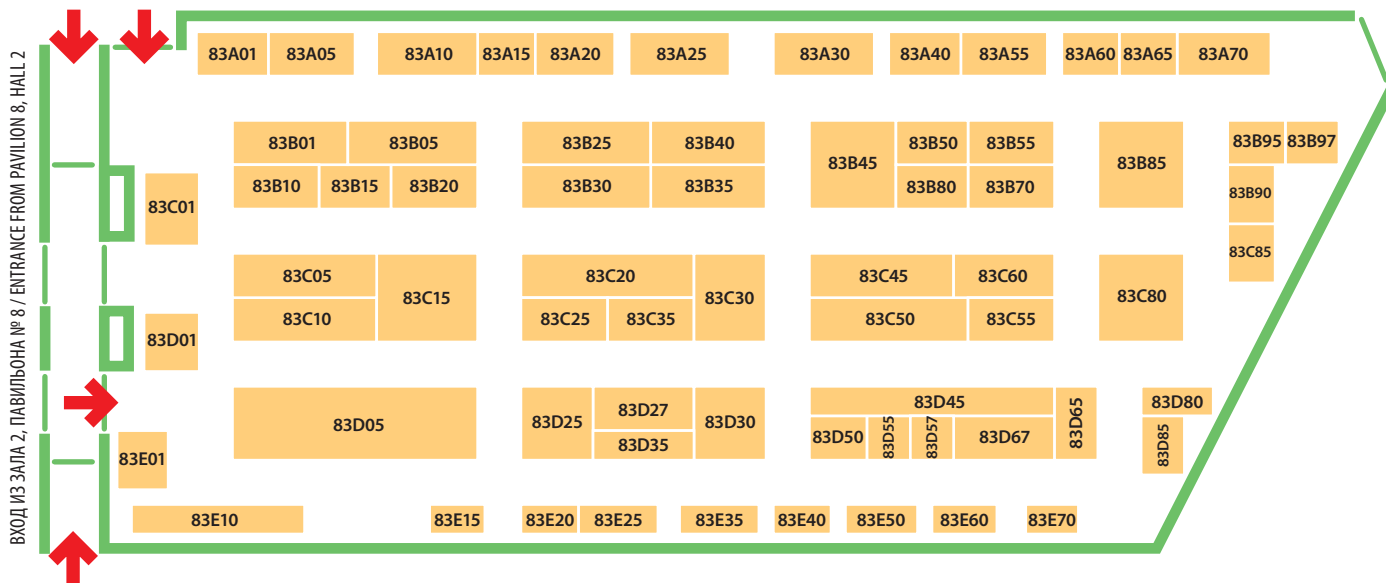 ВХОД ИЗ ЗАЛА 2, ПАВИЛЬОНА № 8 / ENTRANCE FROM PAVILION 8, HALL 2
83A01 83A05 83A10 83A15 83A20 83A25 83A30 83A40 83A55 83A60 83A65 83A70
83B01 83B05 83B25 83B40 83B45 83B50 83B55 83B85 83B95 83B97
83B10 83B15 83B20 83B30 83B35 83B80 83B70 83B90
83C01
83C85
83C05 83C15 83C20 83C30 83C45 83C60 83C80
83C10 83C25 83C35 83C50 83C55
83D01
83D05 83D25 83D27 83D30 83D45 83D65 83D80
83D35 83D50 83D55 83D57 83D67 83D85
83E01
83E10 83E15 83E20 83E25 83E35 83E40 83E50 83E60 83E70